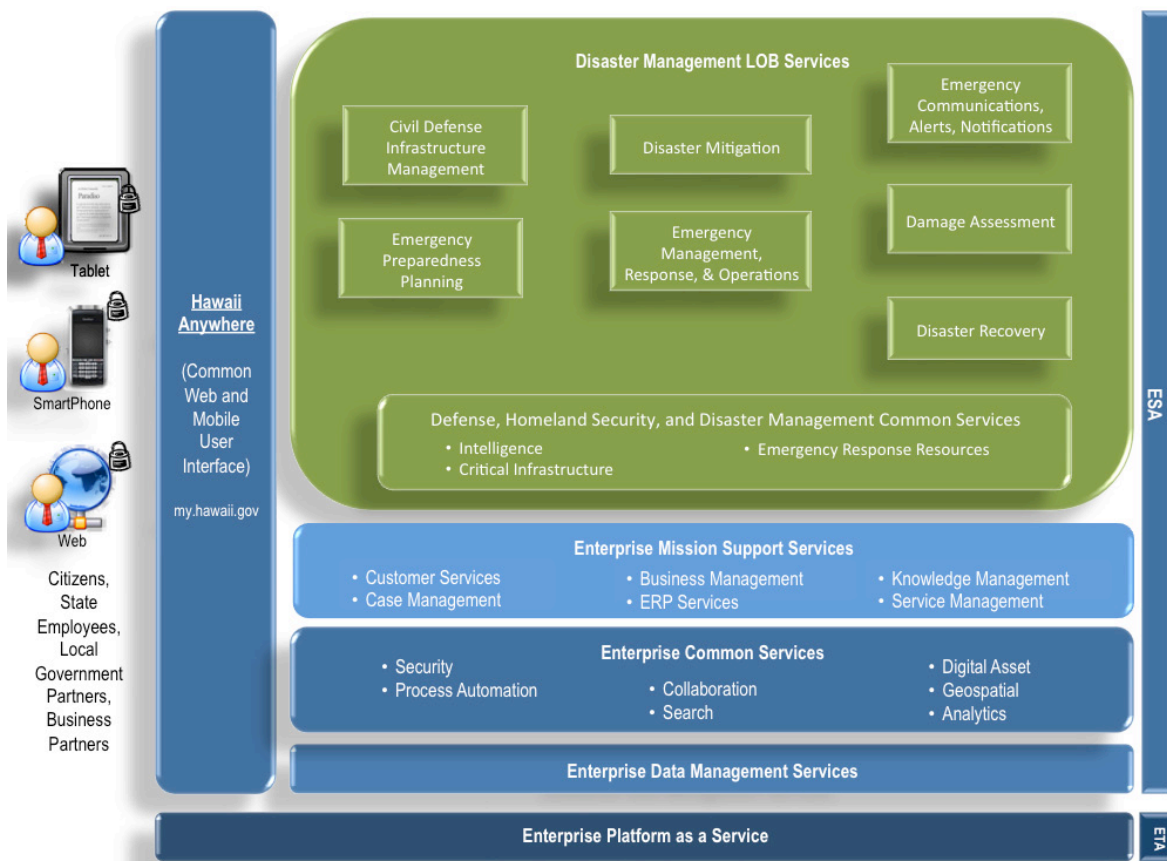 Tablet
SmartPhone
Web
Citizens,
State
Employees,
Local
Government
Partners,
Business
Partners
Hawaii
Anywhere
(Common
Web and
Mobile
User
Interface)
my.hawaii.gov
Disaster Management LOB Services
Civil Defense
Infrastructure
Management
Disaster Mitigation
Emergency
Communications,
Alerts, Notifications
Emergency
Preparedness
Planning
Emergency
Management,
Response, & Operations
Damage Assessment
Disaster Recovery
Defense, Homeland Security, and Disaster Management Common Services
• Intelligence
• Critical Infrastructure
• Emergency Response Resources
Enterprise Mission Support Services
• Customer Services
• Case Management
• Business Management
• ERP Services
• Knowledge Management
• Service Management
Enterprise Common Services
• Security
• Process Automation
• Collaboration
• Search
• Digital Asset
• Geospatial
• Analytics
Enterprise Data Management Services
Enterprise Platform as a Service
ESA
ETA